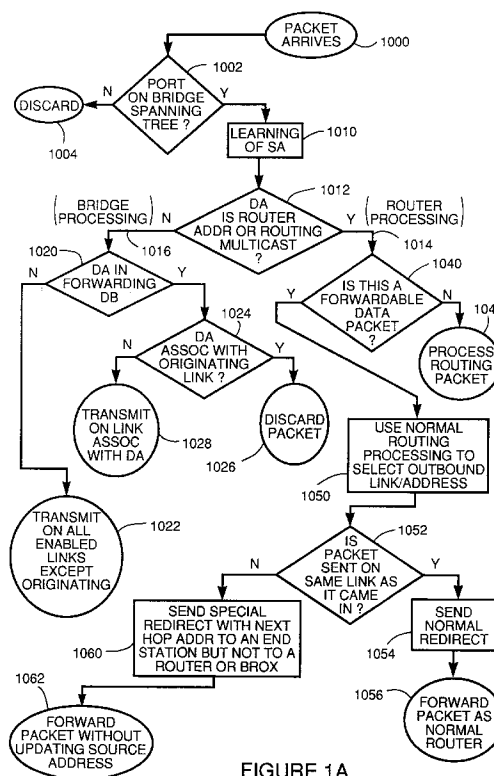 PACKET
ARRIVES
1000
1002
PORT
ON BRIDGE
SPANNING
TREE ?
N
Y
DISCARD
1004
LEARNING
OF SA
1010
1012
DA
IS ROUTER
ADDR OR ROUTING
MULTICAST
?
N
Y
(BRIDGE
PROCESSING)
1016
(ROUTER
PROCESSING)
1014
1020
DA IN
FORWARDING
DB
N
Y
1040
IS THIS A
FORWARDABLE
DATA
PACKET ?
Y
N
1024
DA
ASSOC WITH
ORIGINATING
LINK ?
N
Y
PROCESS
ROUTING
PACKET
TRANSMIT
ON LINK
ASSOC
WITH DA
1028
DISCARD
PACKET
1026
USE NORMAL
ROUTING
PROCESSING TO
SELECT OUTBOUND
LINK/ADDRESS
1050
TRANSMIT
ON ALL
ENABLED
LINKS
EXCEPT
ORIGINATING
1022
1052
IS
PACKET
SENT ON
SAME LINK AS
IT CAME
IN ?
N
Y
SEND SPECIAL
REDIRECT WITH NEXT
HOP ADDR TO AN END
STATION BUT NOT TO A
ROUTER OR BROX
1060
SEND
NORMAL
REDIRECT
1054
1062
FORWARD
PACKET WITHOUT
UPDATING SOURCE
ADDRESS
1056
FORWARD
PACKET AS
NORMAL
ROUTER
FIGURE 1A